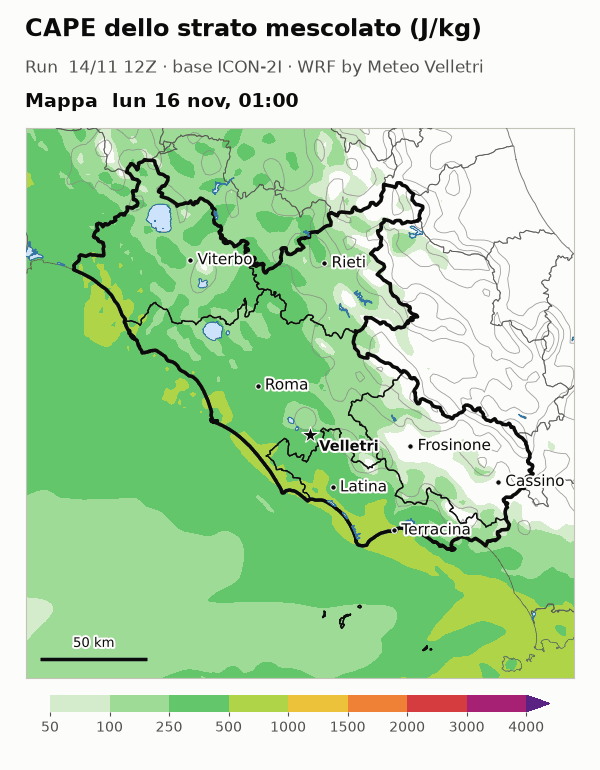 CAPE dello strato mescolato (J/kg)
Run 14/11 12Z · base ICON-2I · WRF by Meteo Velletri
Mappa lun 16 nov, 01:00
Viterbo
Rieti
Roma
Velletri
Frosinone
Cassino
Latina
Terracina
50 km
50 100 250 500 1000 1500 2000 3000 4000